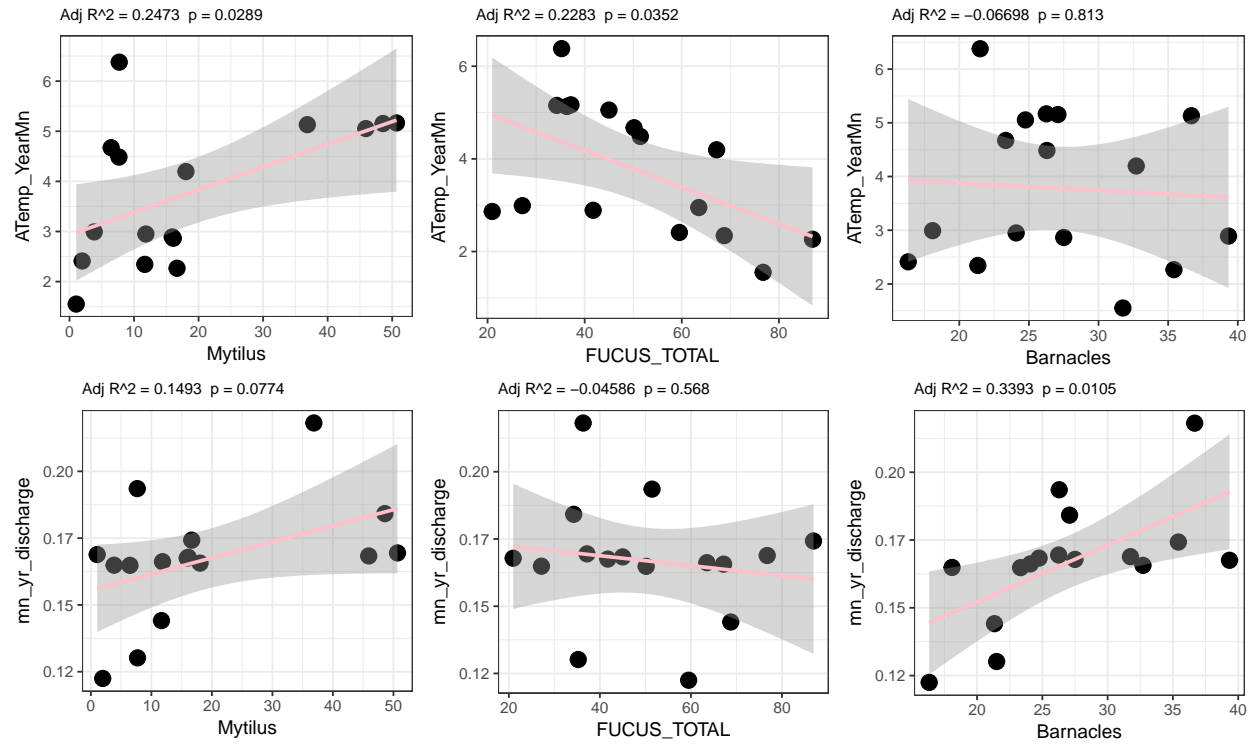 Adj R^2 = 0.2473 p = 0.0289
ATemp_YearMn
6
5
4
3
2
0 10 20 30 40 50
Mytilus
Adj R^2 = 0.2283 p = 0.0352
ATemp_YearMn
6
4
2
20 40 60 80
FUCUS_TOTAL
Adj R^2 = −0.06698 p = 0.813
ATemp_YearMn
6
5
4
3
2
20 25 30 35 40
Barnacles
Adj R^2 = 0.1493 p = 0.0774
mn_yr_discharge
0.20
0.17
0.15
0.12
0 10 20 30 40 50
Mytilus
Adj R^2 = −0.04586 p = 0.568
mn_yr_discharge
0.20
0.17
0.15
0.12
20 40 60 80
FUCUS_TOTAL
Adj R^2 = 0.3393 p = 0.0105
mn_yr_discharge
0.20
0.17
0.15
0.12
20 25 30 35 40
Barnacles